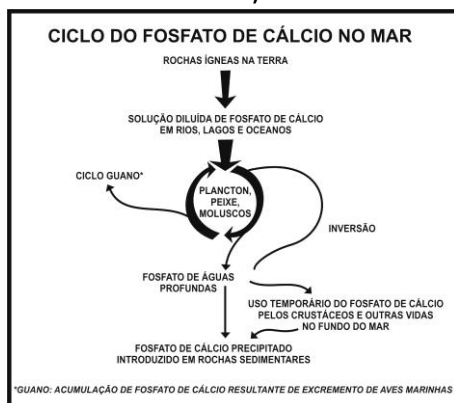 CICLO DO FOSFATO DE CÁLCIO NO MAR
ROCHAS ÍGNEAS NA TERRA
SOLUÇÃO DILUÍDA DE FOSFATO DE CÁLCIO
EM RIOS, LAGOS E OCEANOS
CICLO GUANO*
PLANCTON,
PEIXE,
MOLUSCOS
INVERSÃO
FOSFATO DE ÁGUAS
PROFUNDAS
USO TEMPORÁRIO DO FOSFATO DE CÁLCIO
PELOS CRUSTÁCEOS E OUTRAS VIDAS
NO FUNDO DO MAR
FOSFATO DE CÁLCIO PRECIPITADO
INTRODUZIDO EM ROCHAS SEDIMENTARES
*GUANO: ACUMULAÇÃO DE FOSFATO DE CÁLCIO RESULTANTE DE EXCREMENTO DE AVES MARINHAS